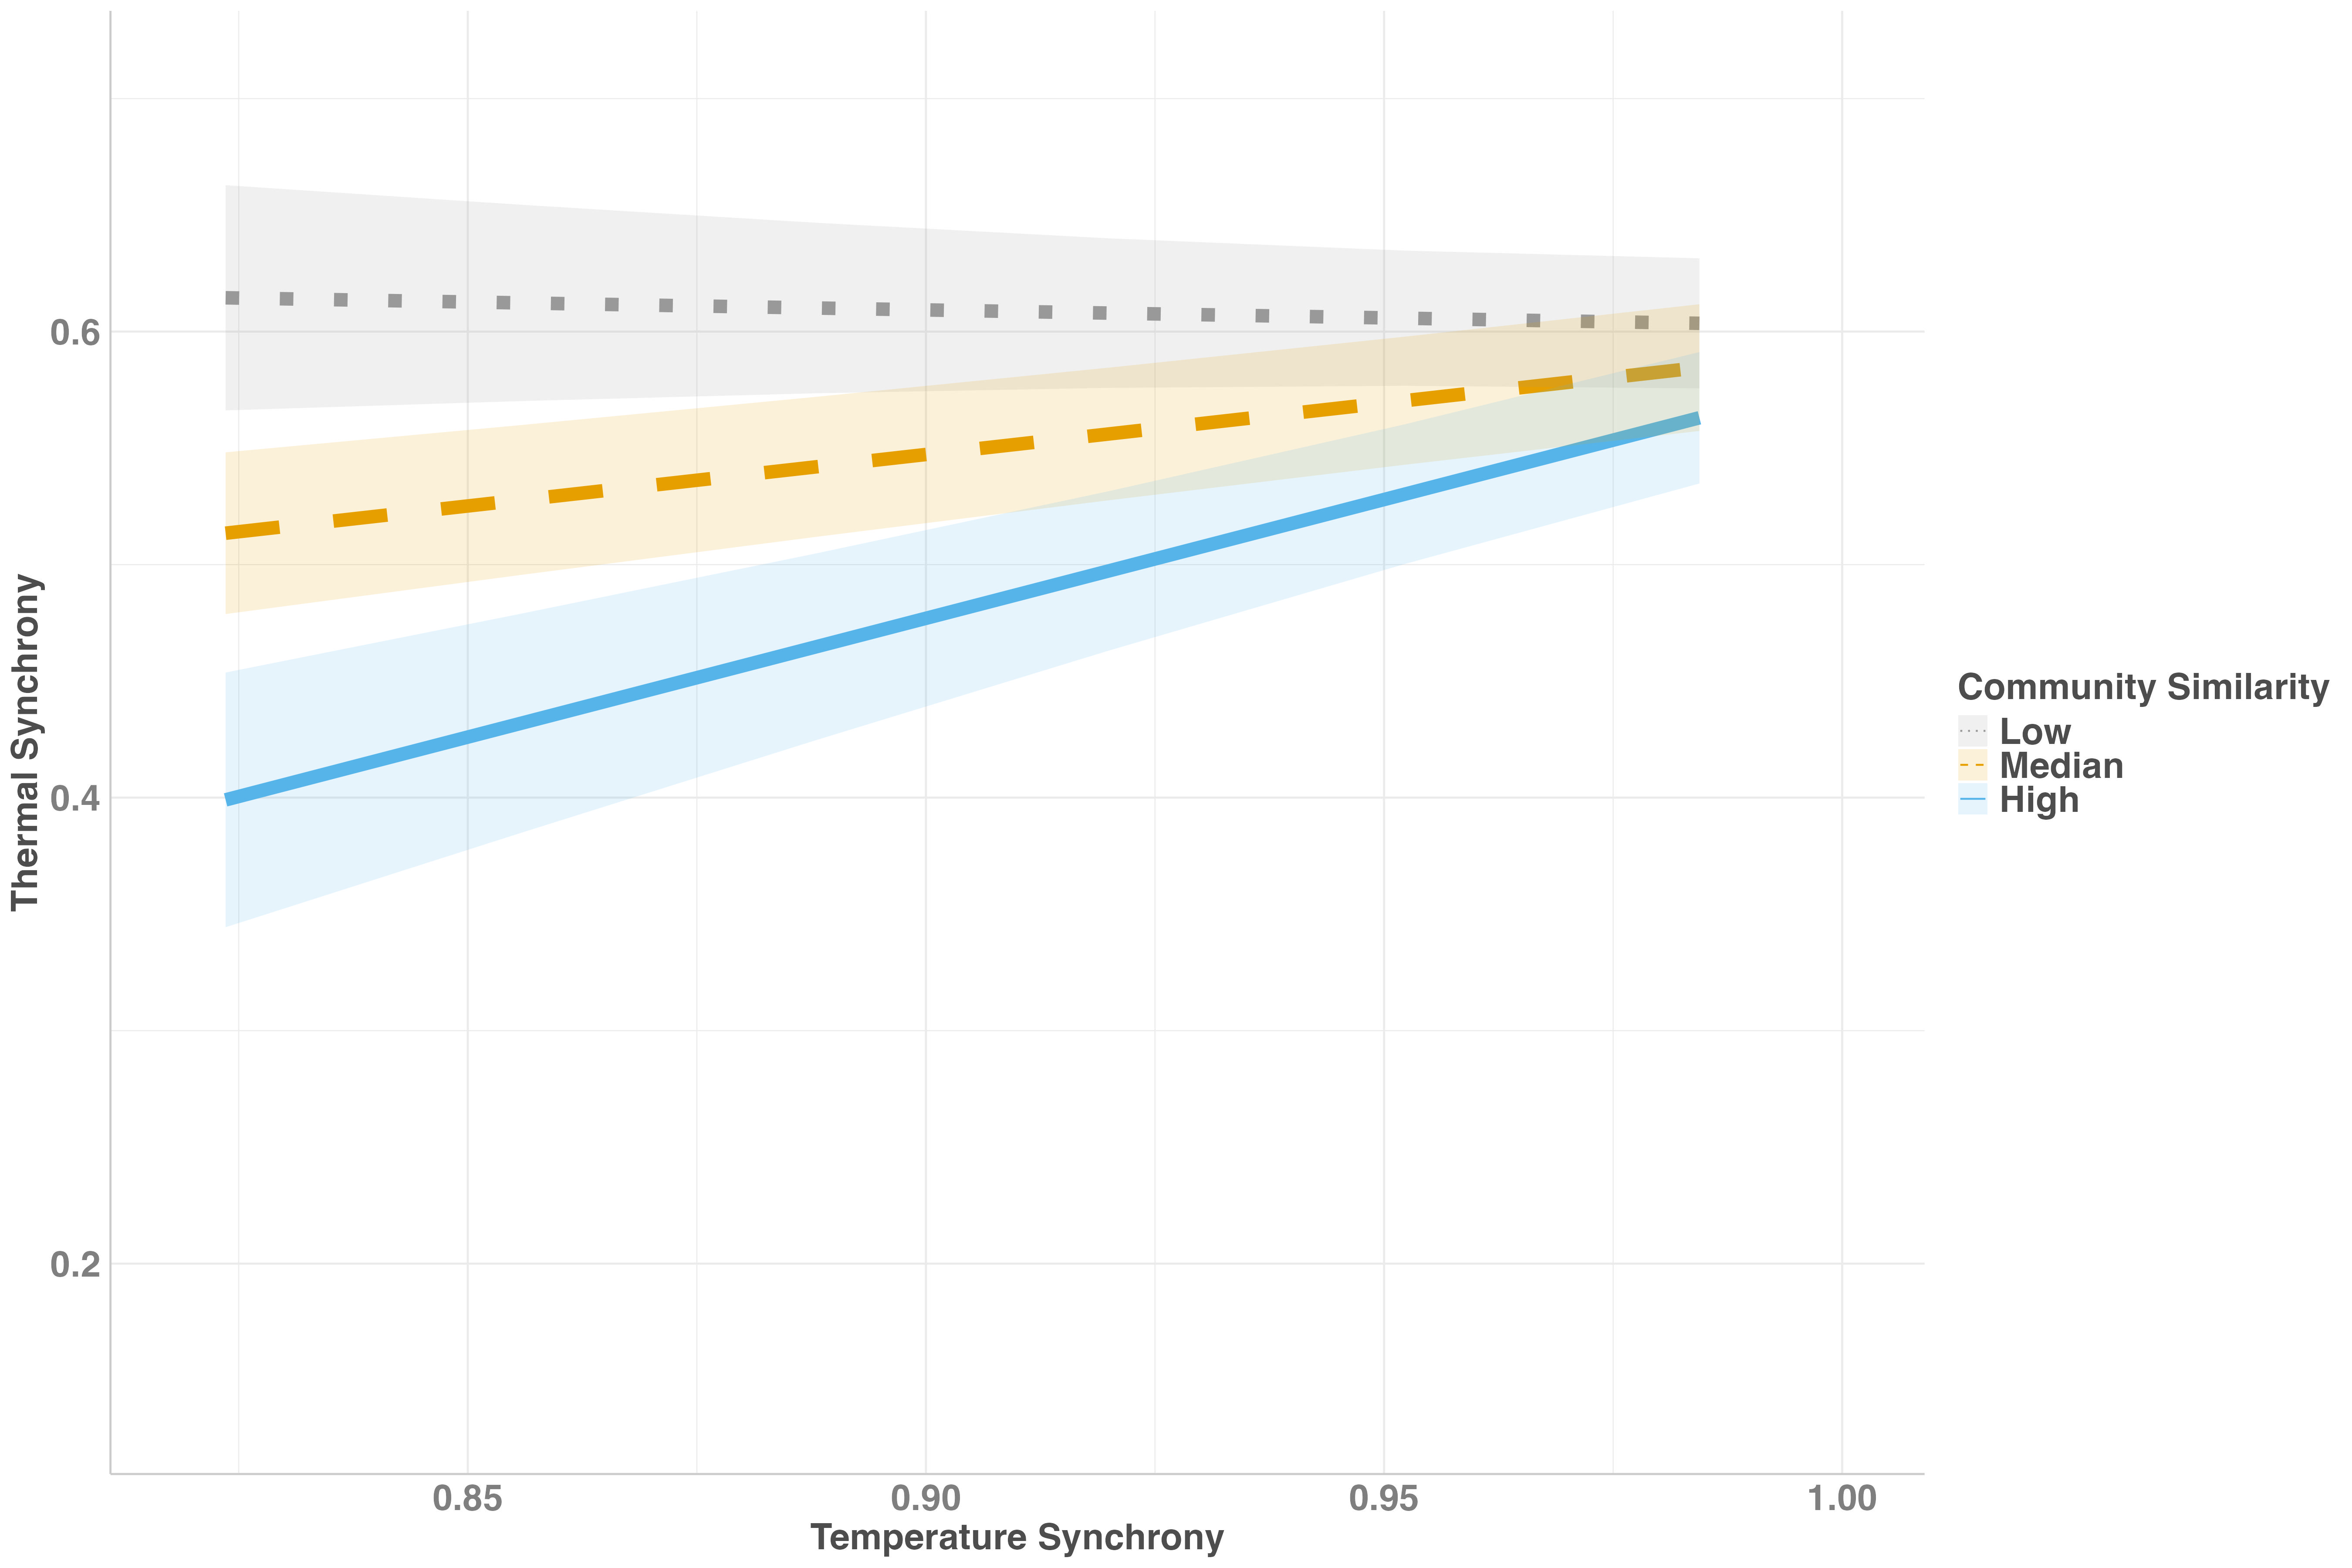 Thermal Synchrony
0.6
0.4
0.2
0.85
0.90
0.95
1.00
Temperature Synchrony
Community Similarity
Low
Median
High